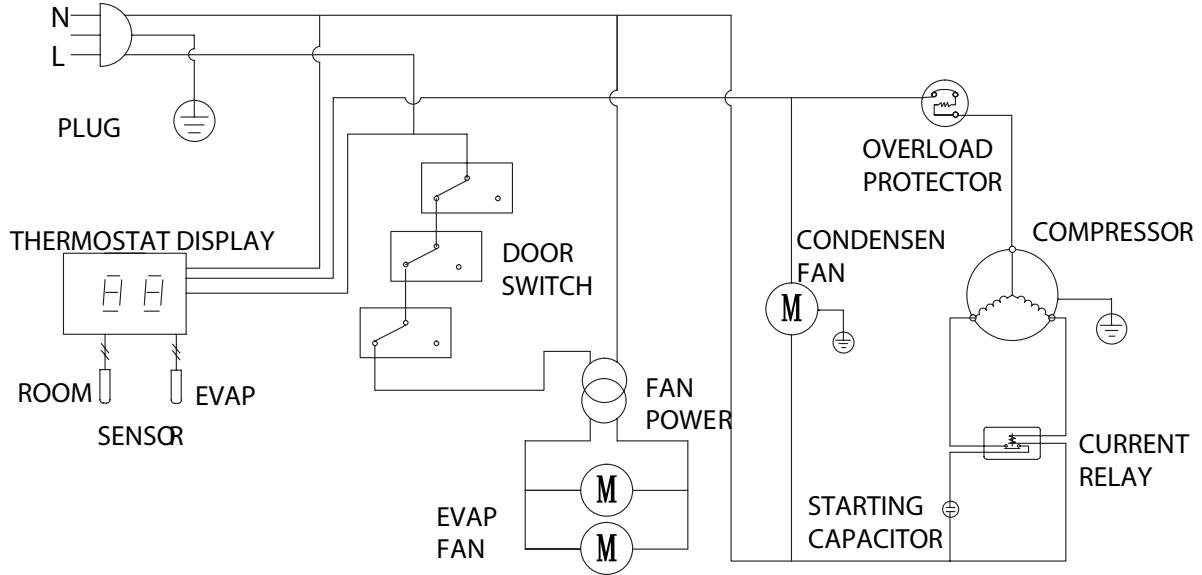 N
L
PLUG
OVERLOAD
PROTECTOR
THERMOSTAT DISPLAY
DOOR
SWITCH
CONDENSEN
FAN
COMPRESSOR
M
ROOM
EVAP
SENSOR
FAN
POWER
M
EVAP
FAN
M
CURRENT
RELAY
STARTING
CAPACITOR